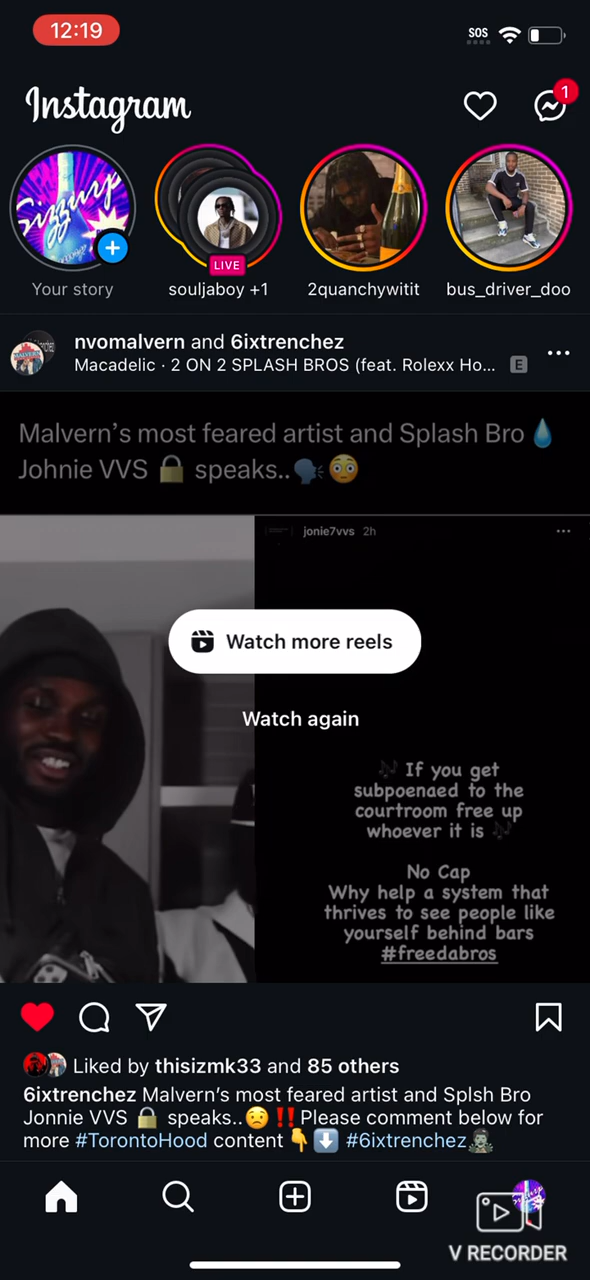 12:19
SOS
Instagram
1
Sizzurp
Your story
LIVE
souljaboy +1
2quanchywitit
bus_driver_doo
nvomalvern and 6ixtrenchez
Macadelic · 2 ON 2 SPLASH BROS (feat. Rolexx Ho... E
Malvern’s most feared artist and Splash Bro💧
Johnie VVS 🔒 speaks..🗣️😳
jonie7vvs 2h
Watch more reels
Watch again
🎶 If you get
subpoenaed to the
courtroom free up
whoever it is 🎶
No Cap
Why help a system that
thrives to see people like
yourself behind bars
#freedabros
Liked by thisizmk33 and 85 others
6ixtrenchez Malvern’s most feared artist and Splsh Bro
Jonnie VVS 🔒 speaks..😟‼️Please comment below for
more #TorontoHood content👇⬇️ #6ixtrenchez🧟
V RECORDER